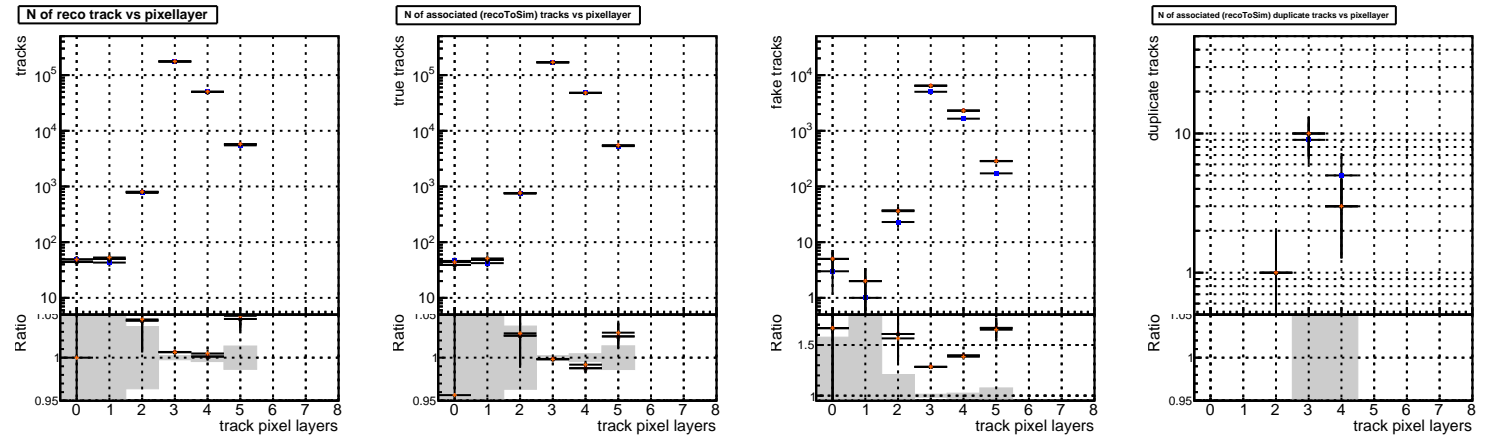 N of reco track vs pixellayer
tracks
10^5
10^4
10^3
10^2
10
Ratio
1.05
1
0.95
0 1 2 3 4 5 6 7 8
track pixel layers
N of associated (recoToSim) tracks vs pixellayer
true tracks
10^5
10^4
10^3
10^2
10
Ratio
1.05
1
0.95
0 1 2 3 4 5 6 7 8
track pixel layers
fake tracks
10^4
10^3
10^2
10
1
Ratio
1.5
1
0 1 2 3 4 5 6 7 8
track pixel layers
N of associated (recoToSim) duplicate tracks vs pixellayer
duplicate tracks
10
1
Ratio
1.05
1
0.95
0 1 2 3 4 5 6 7 8
track pixel layers